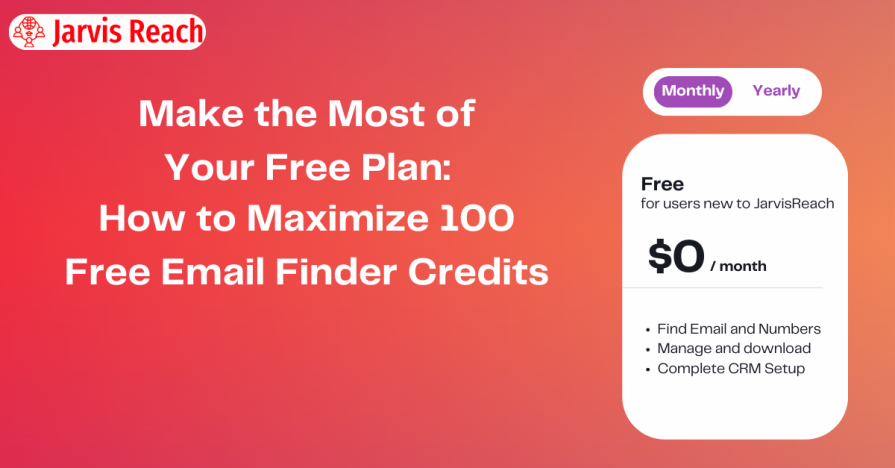 Jarvis Reach
Make the Most of
Your Free Plan:
How to Maximize 100
Free Email Finder Credits
Monthly Yearly
Free
for users new to JarvisReach
$0 / month
• Find Email and Numbers
• Manage and download
• Complete CRM Setup